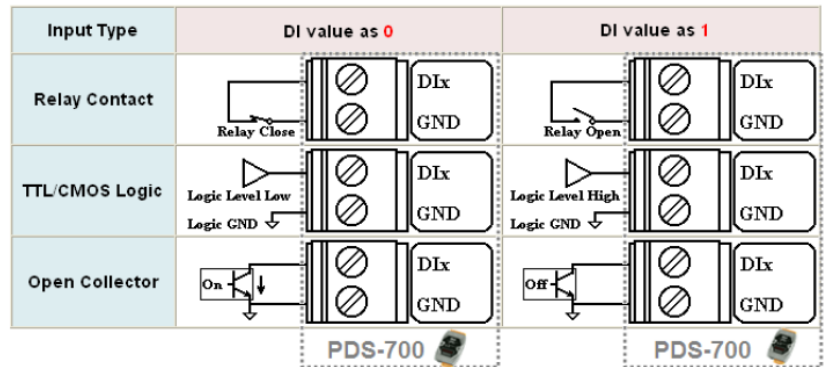 Input Type
DI value as 0
DI value as 1
Relay Contact
Relay Close
DIx
GND
Relay Open
DIx
GND
TTL/CMOS Logic
Logic Level Low
Logic GND
DIx
GND
Logic Level High
Logic GND
DIx
GND
Open Collector
On
DIx
GND
Off
DIx
GND
PDS-700
PDS-700